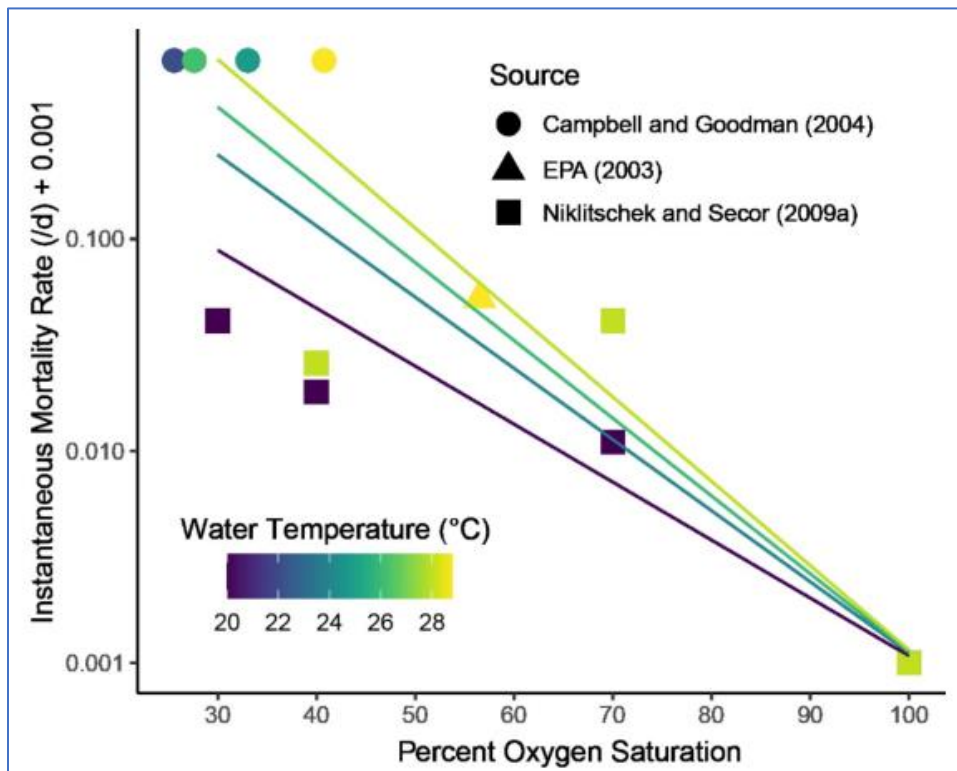 Source
Campbell and Goodman (2004)
EPA (2003)
Niklitschek and Secor (2009a)
Instantaneous Mortality Rate (/d) + 0.001
0.100
0.010
0.001
Water Temperature (°C)
20 22 24 26 28
30 40 50 60 70 80 90 100
Percent Oxygen Saturation